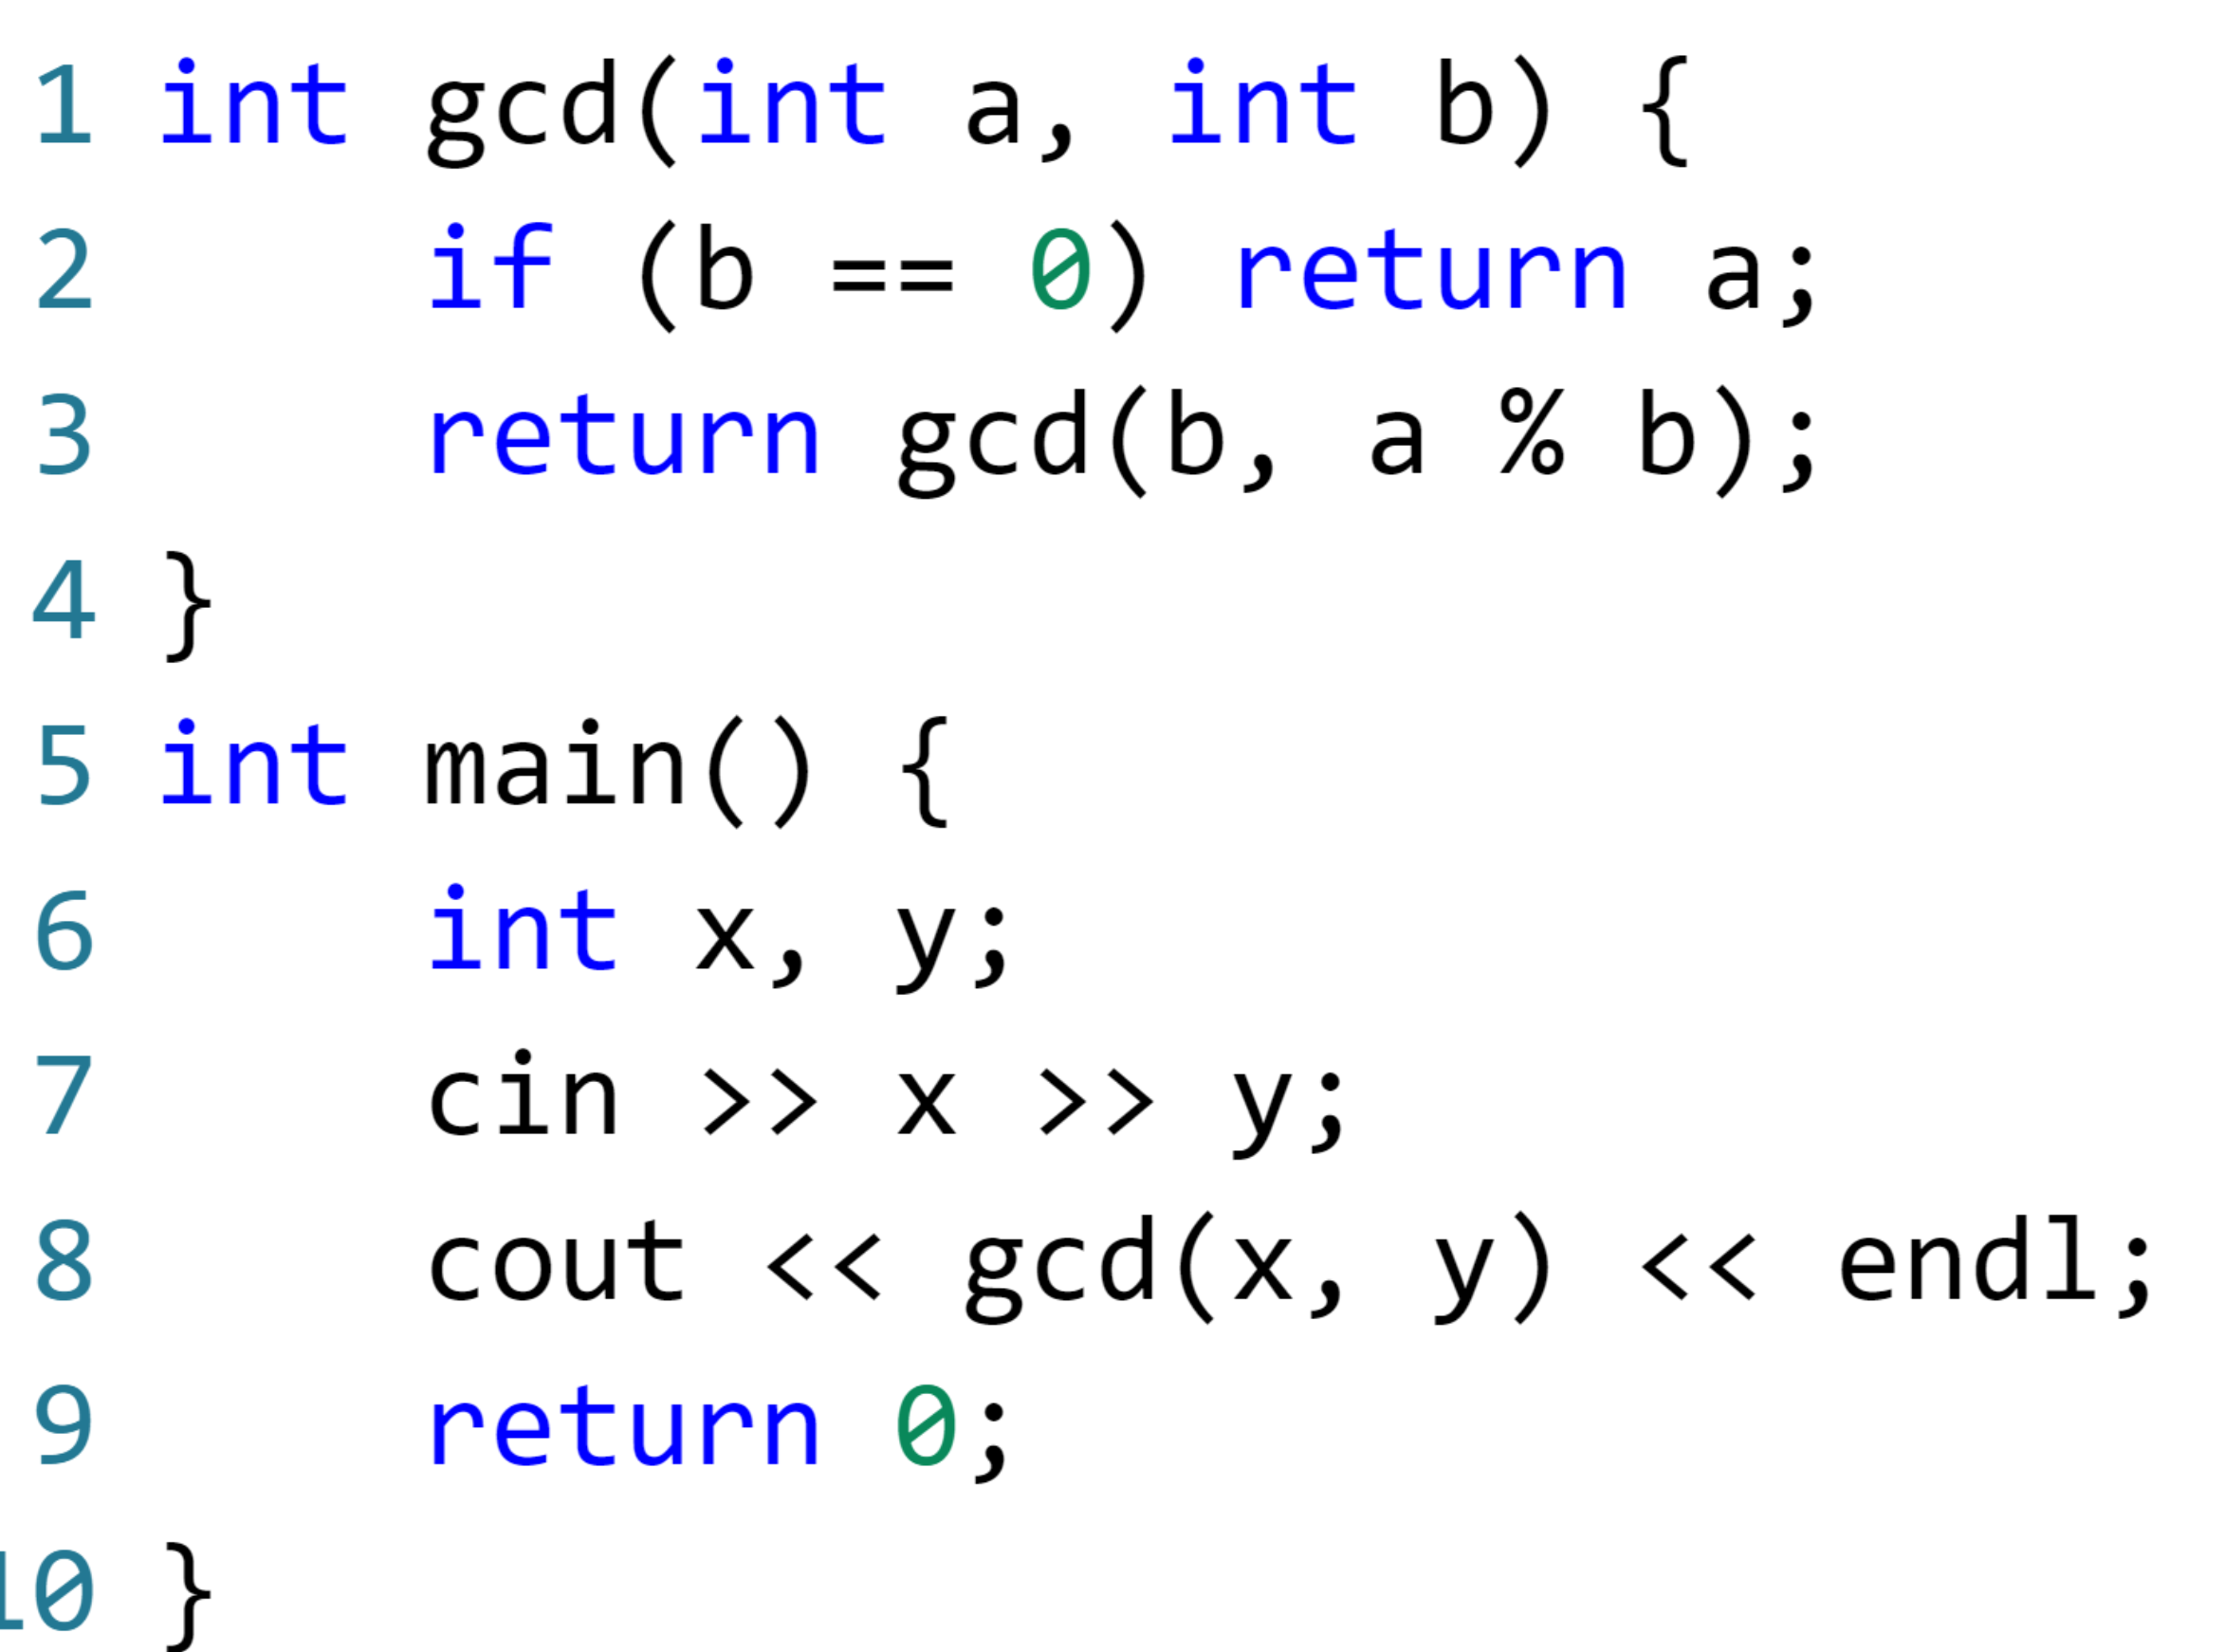 1 int gcd(int a, int b) {
2     if (b == 0) return a;
3     return gcd(b, a % b);
4 }
5 int main() {
6     int x, y;
7     cin >> x >> y;
8     cout << gcd(x, y) << endl;
9     return 0;
10 }